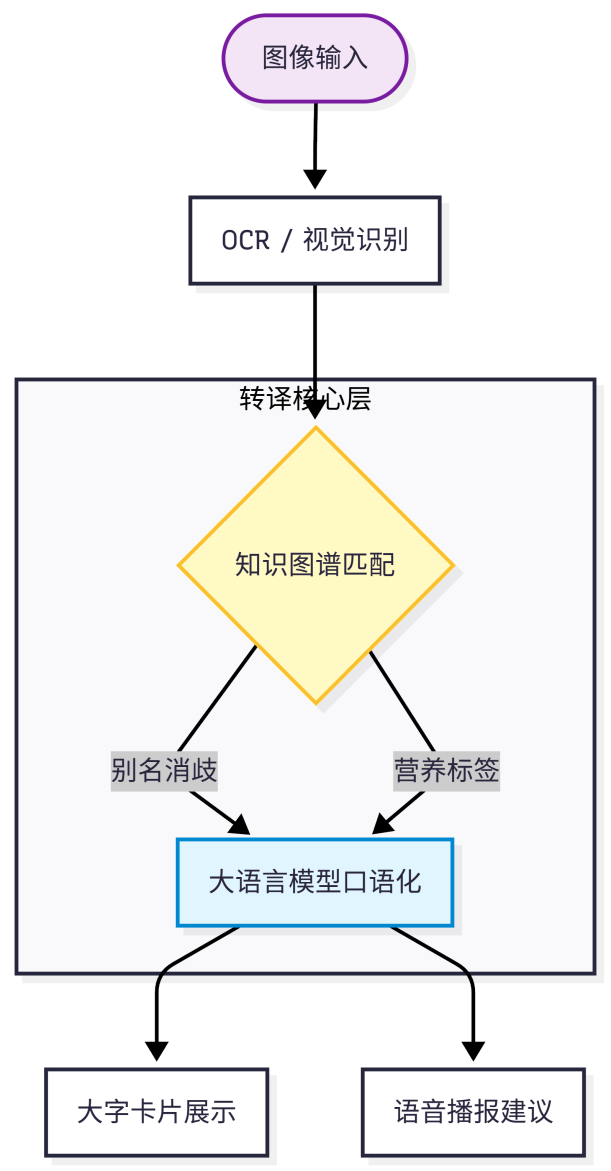 图像输入
OCR / 视觉识别
转译核心层
知识图谱匹配
别名消歧
营养标签
大语言模型口语化
大字卡片展示
语音播报建议